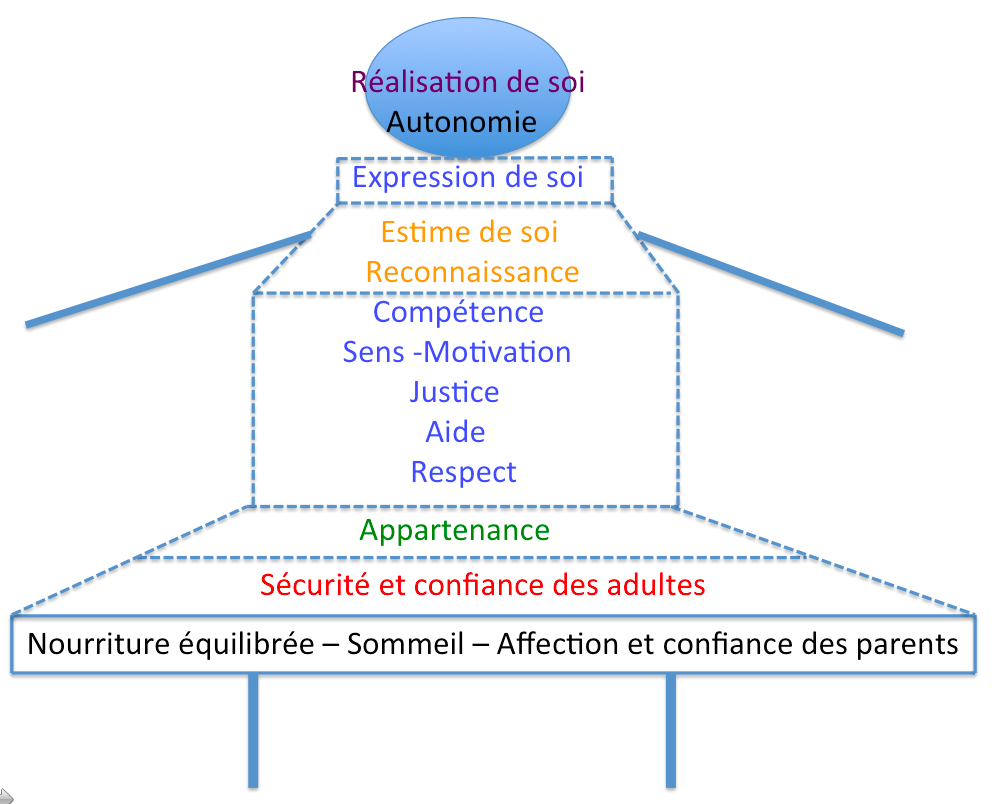 Réalisation de soi
Autonomie
Expression de soi
Estime de soi
Reconnaissance
Compétence
Sens -Motivation
Justice
Aide
Respect
Appartenance
Sécurité et confiance des adultes
Nourriture équilibrée – Sommeil – Affection et confiance des parents